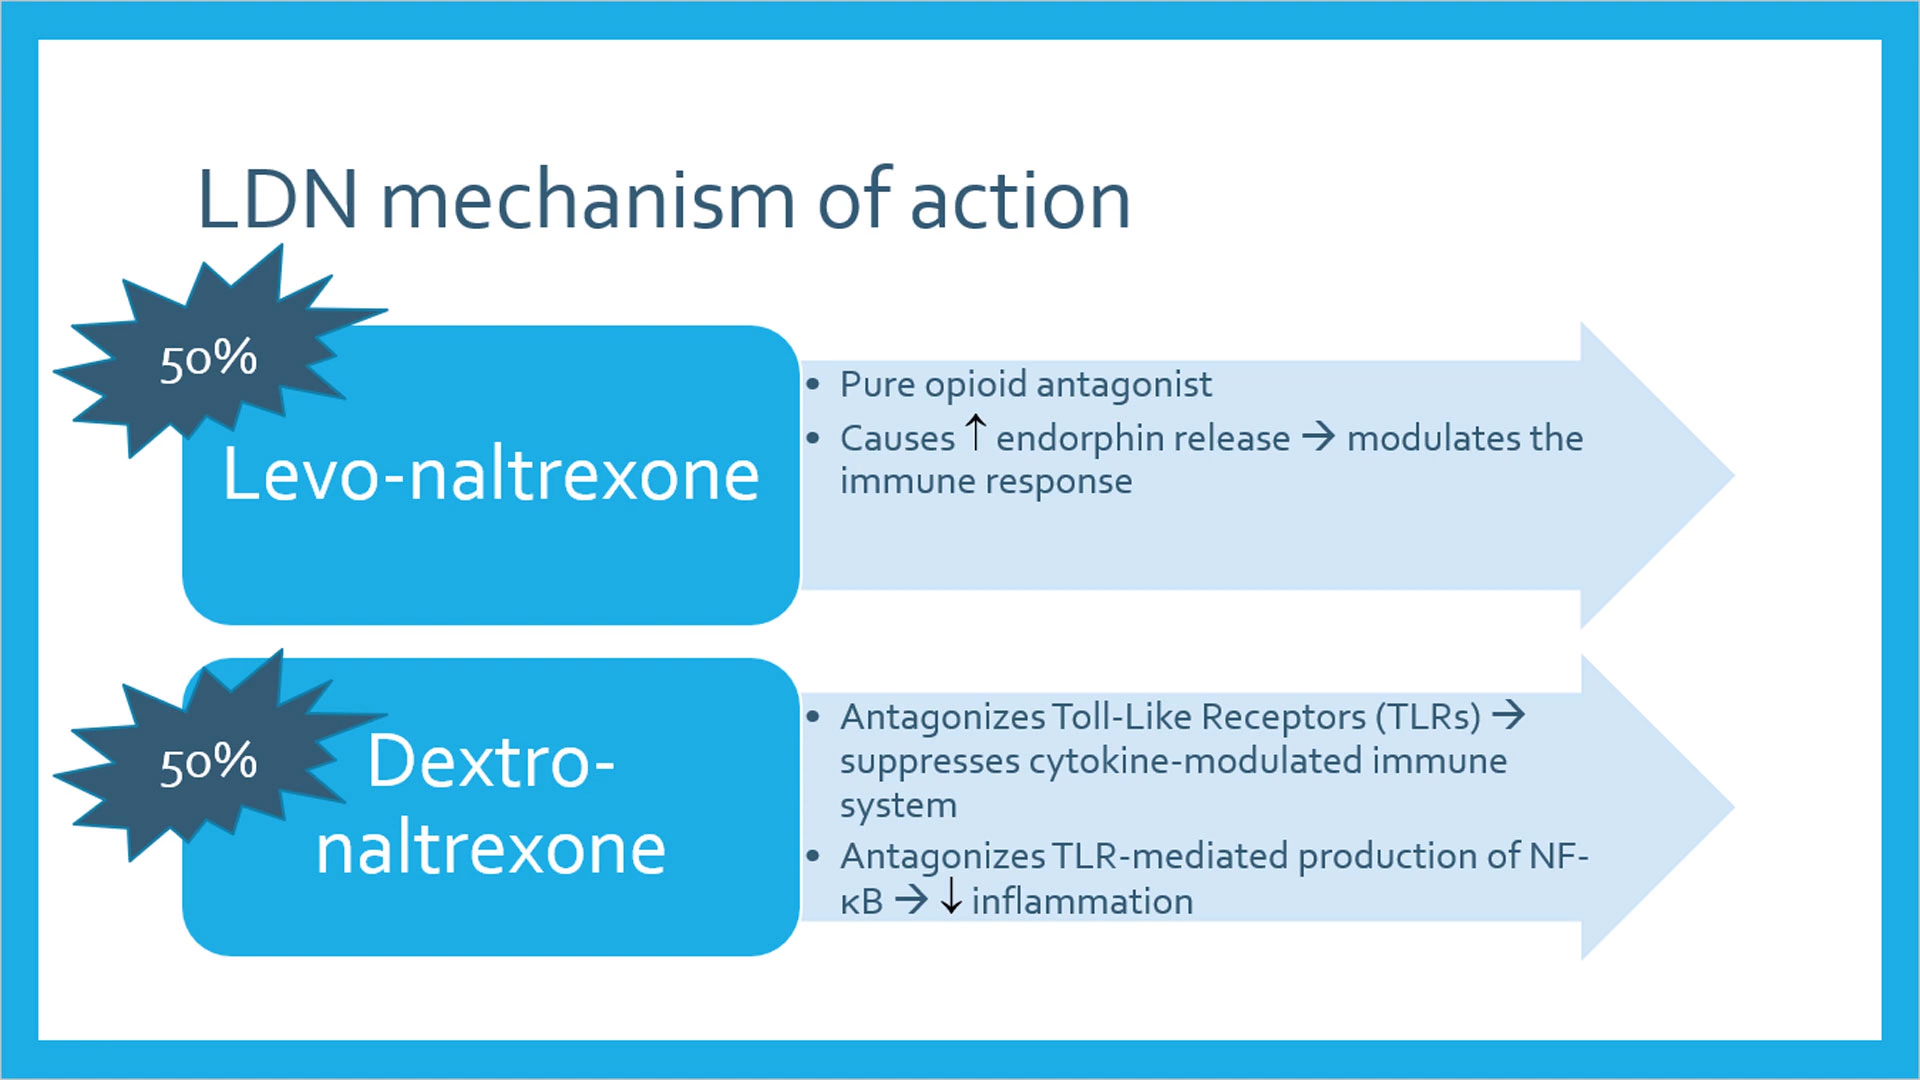 LDN mechanism of action
50%
Levo-naltrexone
• Pure opioid antagonist
• Causes ↑ endorphin release → modulates the
immune response
50%
Dextro-
naltrexone
• Antagonizes Toll-Like Receptors (TLRs) →
suppresses cytokine-modulated immune
system
• Antagonizes TLR-mediated production of NF-
κB → ↓ inflammation